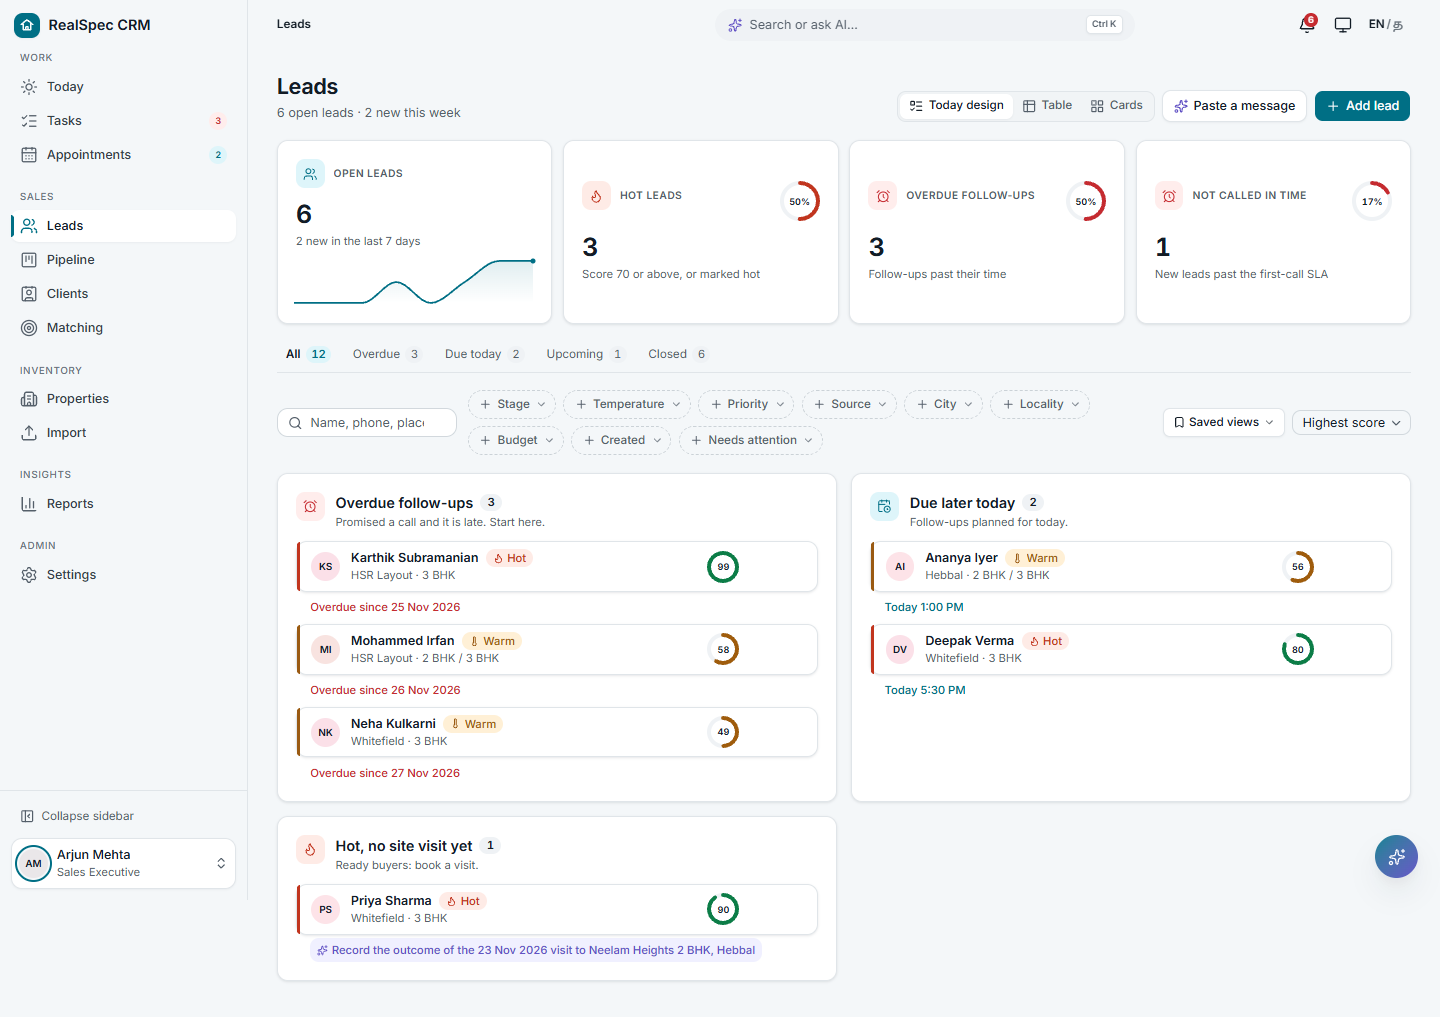 RealSpec CRM
WORK
Today
Tasks 3
Appointments 2
SALES
Leads
Pipeline
Clients
Matching
INVENTORY
Properties
Import
INSIGHTS
Reports
ADMIN
Settings
Collapse sidebar
AM
Arjun Mehta
Sales Executive
Leads
Search or ask AI...
Ctrl K
6
EN / த
Leads
6 open leads · 2 new this week
Today design
Table
Cards
Paste a message
+ Add lead
OPEN LEADS
6
2 new in the last 7 days
HOT LEADS
50%
3
Score 70 or above, or marked hot
OVERDUE FOLLOW-UPS
50%
3
Follow-ups past their time
NOT CALLED IN TIME
17%
1
New leads past the first-call SLA
All 12
Overdue 3
Due today 2
Upcoming 1
Closed 6
Name, phone, place
+ Stage
+ Temperature
+ Priority
+ Source
+ City
+ Locality
+ Budget
+ Created
+ Needs attention
Saved views
Highest score
Overdue follow-ups 3
Promised a call and it is late. Start here.
KS
Karthik Subramanian Hot
HSR Layout · 3 BHK
99
Overdue since 25 Nov 2026
MI
Mohammed Irfan Warm
HSR Layout · 2 BHK / 3 BHK
58
Overdue since 26 Nov 2026
NK
Neha Kulkarni Warm
Whitefield · 3 BHK
49
Overdue since 27 Nov 2026
Due later today 2
Follow-ups planned for today.
AI
Ananya Iyer Warm
Hebbal · 2 BHK / 3 BHK
56
Today 1:00 PM
DV
Deepak Verma Hot
Whitefield · 3 BHK
80
Today 5:30 PM
Hot, no site visit yet 1
Ready buyers: book a visit.
PS
Priya Sharma Hot
Whitefield · 3 BHK
90
Record the outcome of the 23 Nov 2026 visit to Neelam Heights 2 BHK, Hebbal